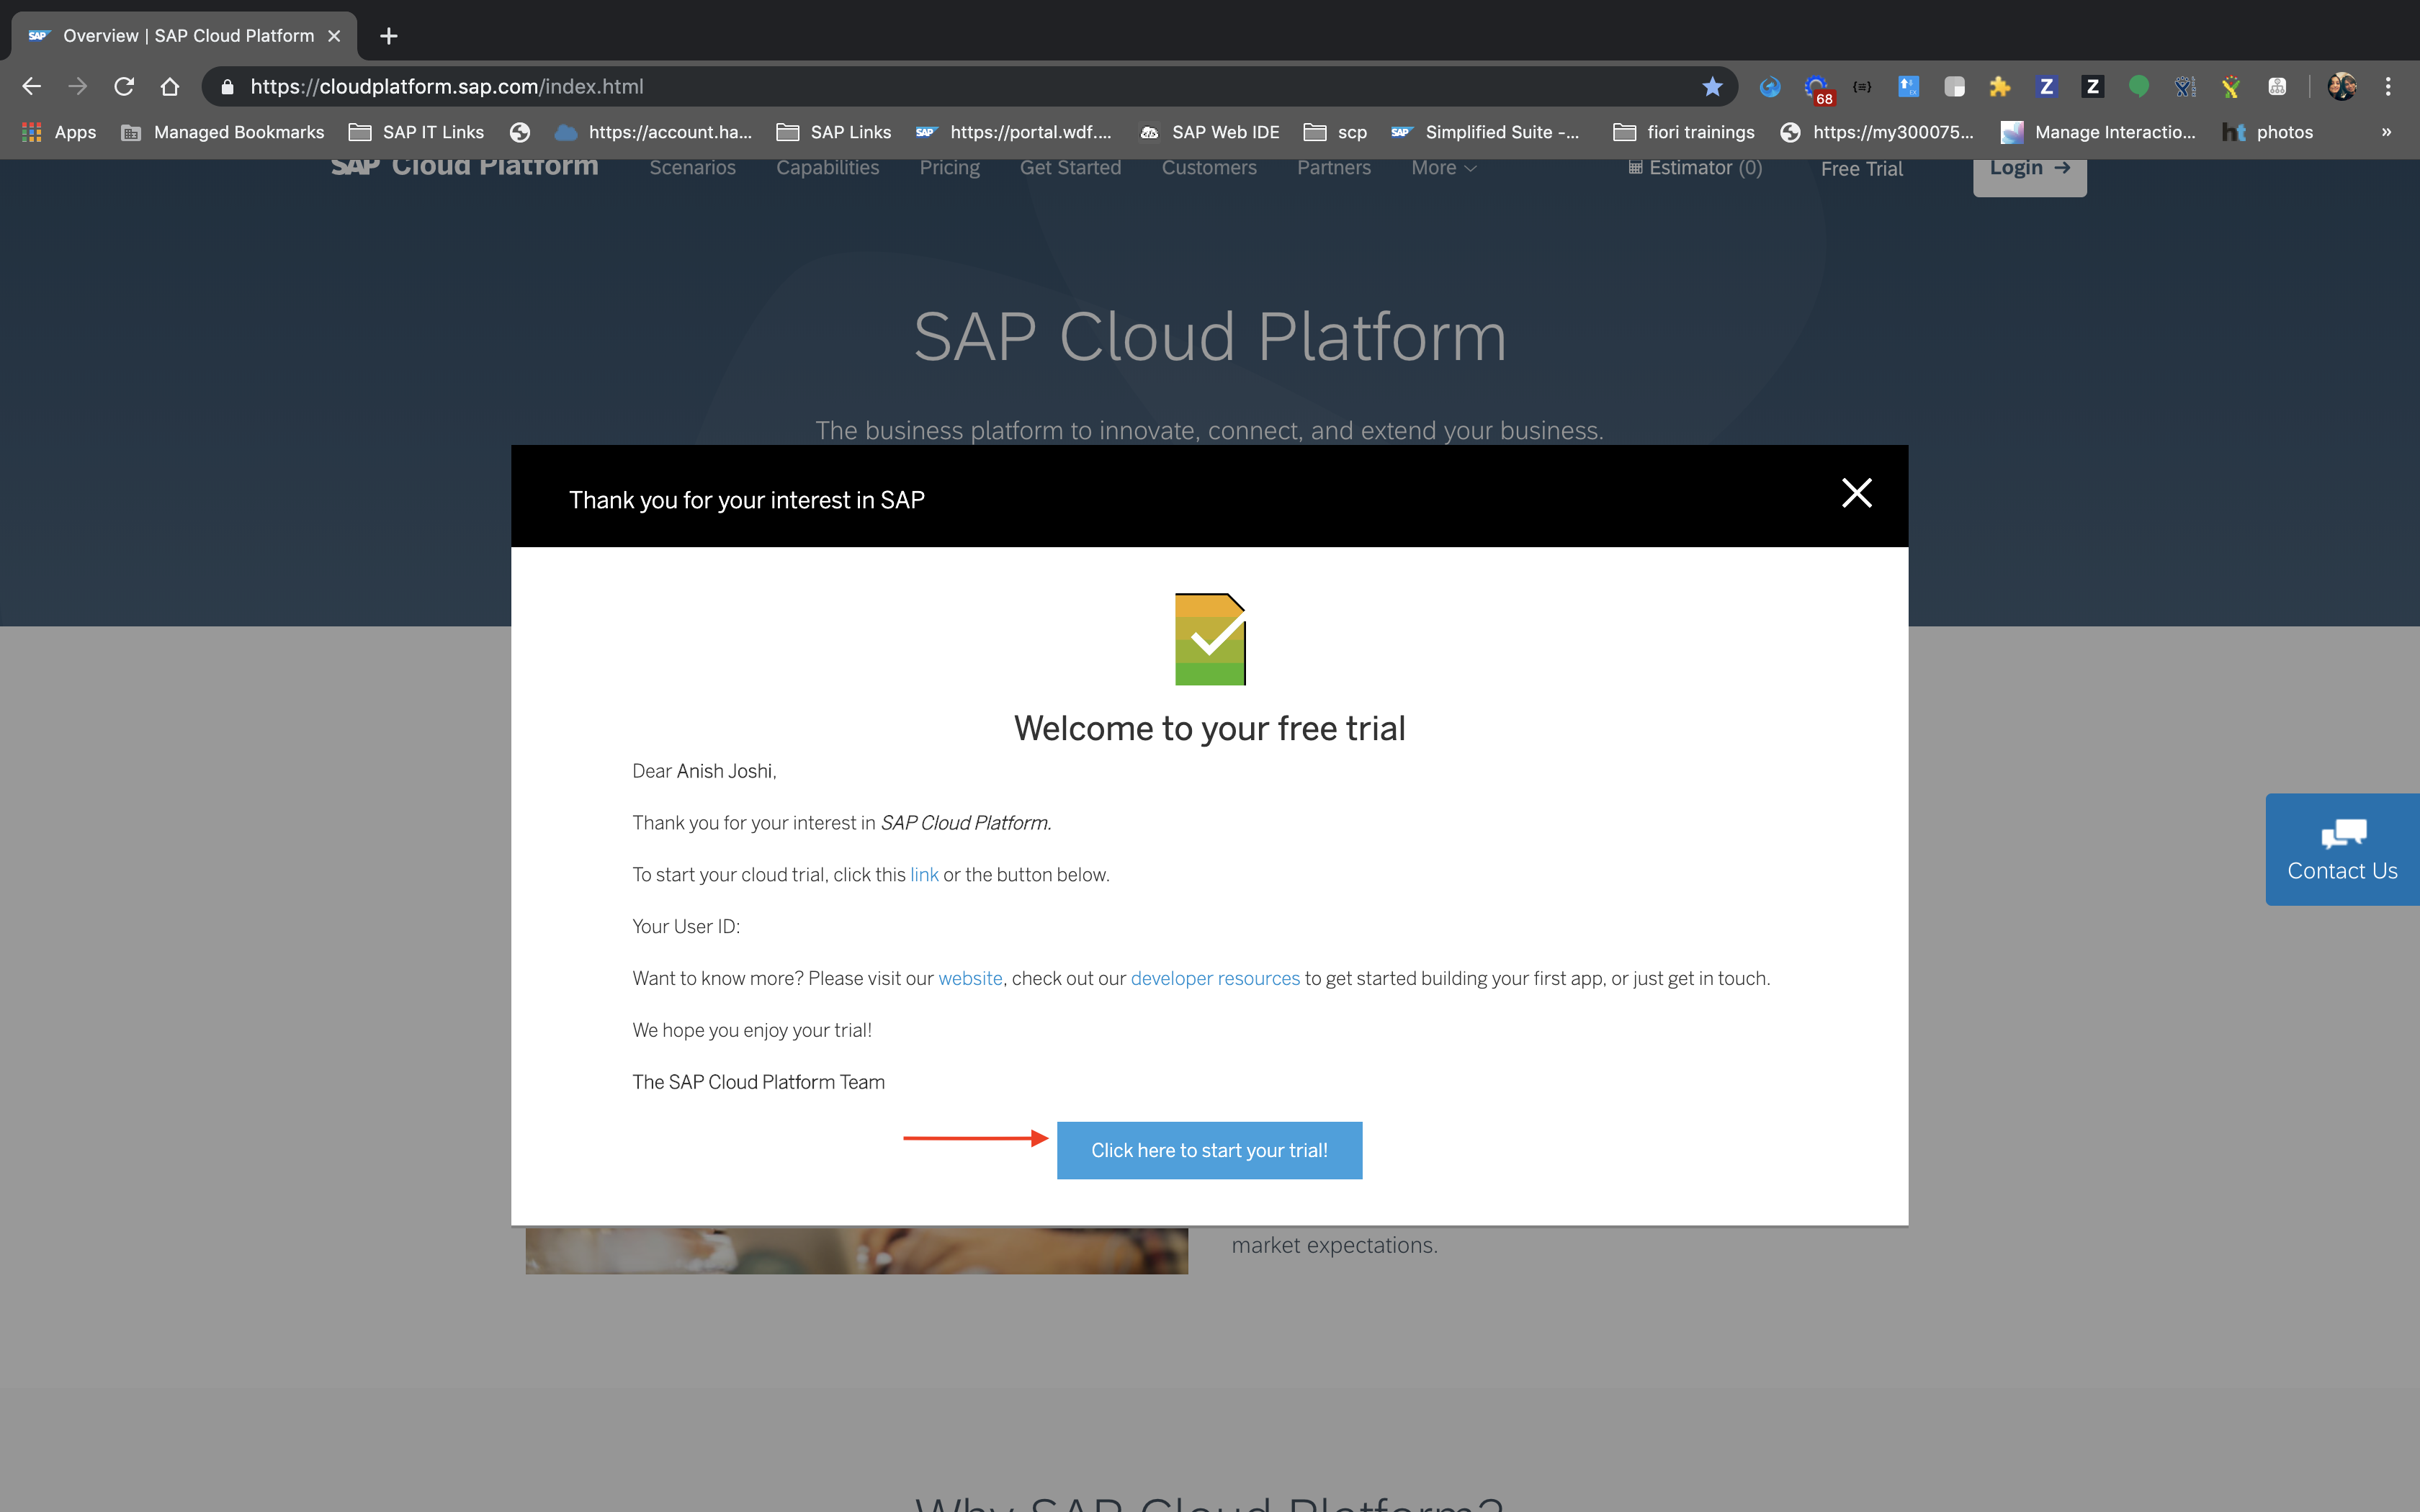 SAP Overview | SAP Cloud Platform
https://cloudplatform.sap.com/index.html
68
Z
Z
Apps
Managed Bookmarks
SAP IT Links
https://account.ha...
SAP Links
SAP https://portal.wdf....
SAP Web IDE
scp
SAP Simplified Suite -...
fiori trainings
https://my300075...
Manage Interactio...
ht photos
»
SAP Cloud Platform
Scenarios
Capabilities
Pricing
Get Started
Customers
Partners
More
Estimator (0)
Free Trial
Login →
SAP Cloud Platform
The business platform to innovate, connect, and extend your business.
Thank you for your interest in SAP
Welcome to your free trial
Dear Anish Joshi,
Thank you for your interest in SAP Cloud Platform.
To start your cloud trial, click this link or the button below.
Your User ID:
Want to know more? Please visit our website, check out our developer resources to get started building your first app, or just get in touch.
We hope you enjoy your trial!
The SAP Cloud Platform Team
Click here to start your trial!
Contact Us
market expectations.
Why SAP Cloud Platform?